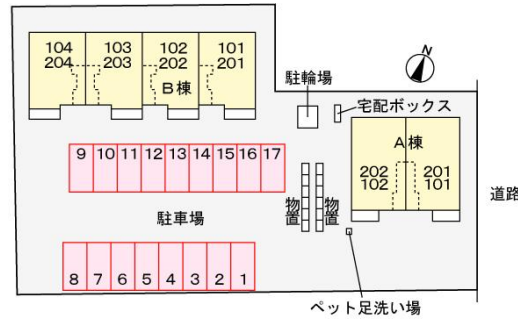 104 103 102 101
204 203 202 201
B棟
駐輪場
N
宅配ボックス
A棟
202 201
102 101
道路
9 10 11 12 13 14 15 16 17
物置 物置
駐車場
8 7 6 5 4 3 2 1
ペット足洗い場